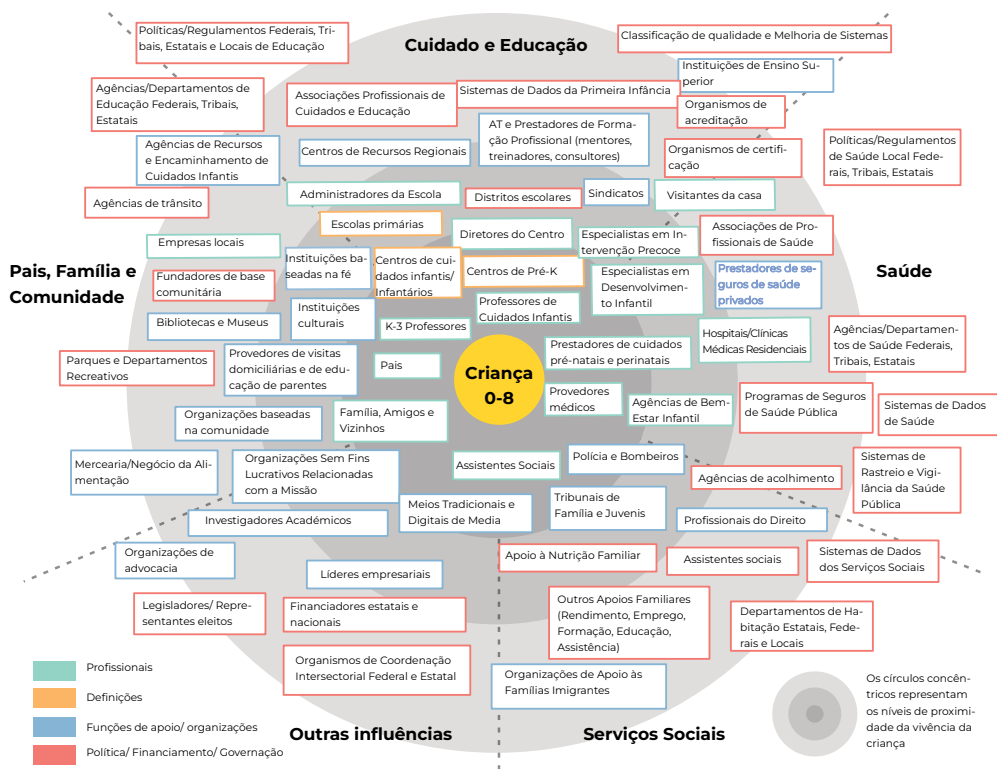 Cuidado e Educação
Políticas/Regulamentos Federais, Tri-
bais, Estatais e Locais de Educação
Classificação de qualidade e Melhoria de Sistemas
Agências/Departamentos de
Educação Federais, Tribais,
Estatais
Associações Profissionais de
Cuidados e Educação
Sistemas de Dados da Primeira Infância
Instituições de Ensino Su-
perior
Organismos de
acreditação
Agências de Recursos
e Encaminhamento de
Cuidados Infantis
Centros de Recursos Regionais
AT e Prestadores de Forma-
ção Profissional (mentores,
treinadores, consultores)
Organismos de certifi-
cação
Políticas/Regulamentos
de Saúde Local Fede-
rais, Tribais, Estatais
Agências de trânsito
Administradores da Escola
Distritos escolares
Sindicatos
Visitantes da casa
Escolas primárias
Diretores do Centro
Especialistas em In-
tervenção Precoce
Associações de Pro-
fissionais de Saúde
Empresas locais
Pais, Família e
Comunidade
Fundadores de base
comunitária
Instituições ba-
seadas na fé
Centros de cui-
dados infantis/
Infantários
Centros de Pré-K
Especialistas em
Desenvolvimento
Infantil
Prestadores de se-
guros de saúde
privados
Saúde
Bibliotecas e Museus
Instituições
culturais
K-3 Professores
Professores de
Cuidados Infantis
Hospitais/Clínicas
Médicas Residenciais
Agências/Departamen-
tos de Saúde Federais,
Tribais, Estatais
Parques e Departamentos
Recreativos
Provedores de visitas
domiciliárias e de edu-
cação de parentes
Pais
Criança
0-8
Prestadores de cuidados
pré-natais e perinatais
Provedores
médicos
Agências de Bem-
Estar Infantil
Programas de Seguros
de Saúde Pública
Sistemas de Dados
de Saúde
Organizações baseadas
na comunidade
Família, Amigos e
Vizinhos
Mercearia/Negócio da Ali-
mentação
Organizações Sem Fins
Lucrativos Relacionadas
com a Missão
Assistentes Sociais
Polícia e Bombeiros
Agências de acolhimento
Sistemas de
Rastreio e Vigi-
lância da Saúde
Pública
Investigadores Académicos
Meios Tradicionais e
Digitais de Media
Tribunais de
Família e Juvenis
Profissionais do Direito
Organizações de
advocacia
Líderes empresariais
Apoio à Nutrição Familiar
Assistentes sociais
Sistemas de Dados
dos Serviços Sociais
Legisladores/ Repre-
sentantes eleitos
Financiadores estatais e
nacionais
Outros Apoios Familiares
(Rendimento, Emprego,
Formação, Educação,
Assistência)
Departamentos de Ha-
bitação Estatais, Fede-
rais e Locais
Organismos de Coordenação
Intersectorial Federal e Estatal
Organizações de Apoio às
Famílias Imigrantes
Outras influências
Serviços Sociais
Profissionais
Definições
Funções de apoio/ organizações
Política/ Financiamento/ Governação
Os círculos concên-
tricos representam
os níveis de proximi-
dade da vivência da
criança